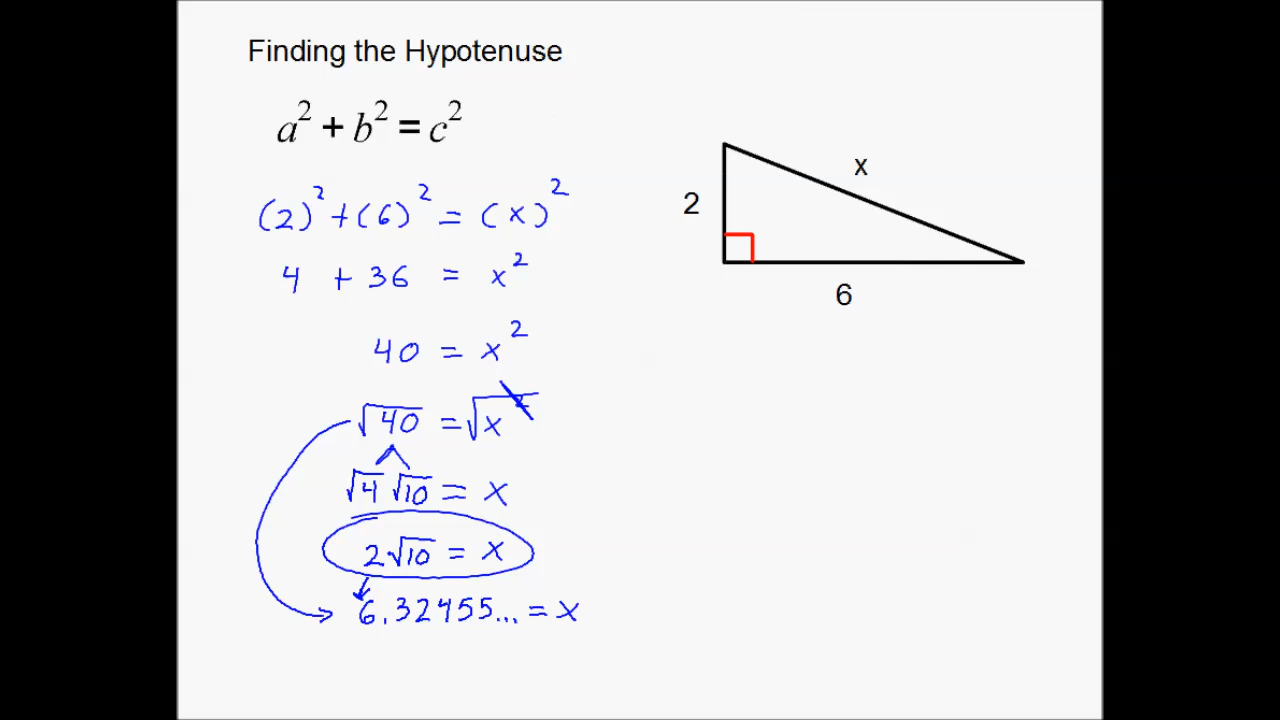 Finding the Hypotenuse
a² + b² = c²
(2)² + (6)² = (x)²
4 + 36 = x²
40 = x²
√40 = √x²
√4 √10 = x
2√10 = x
6.32455... = x
x
2
6